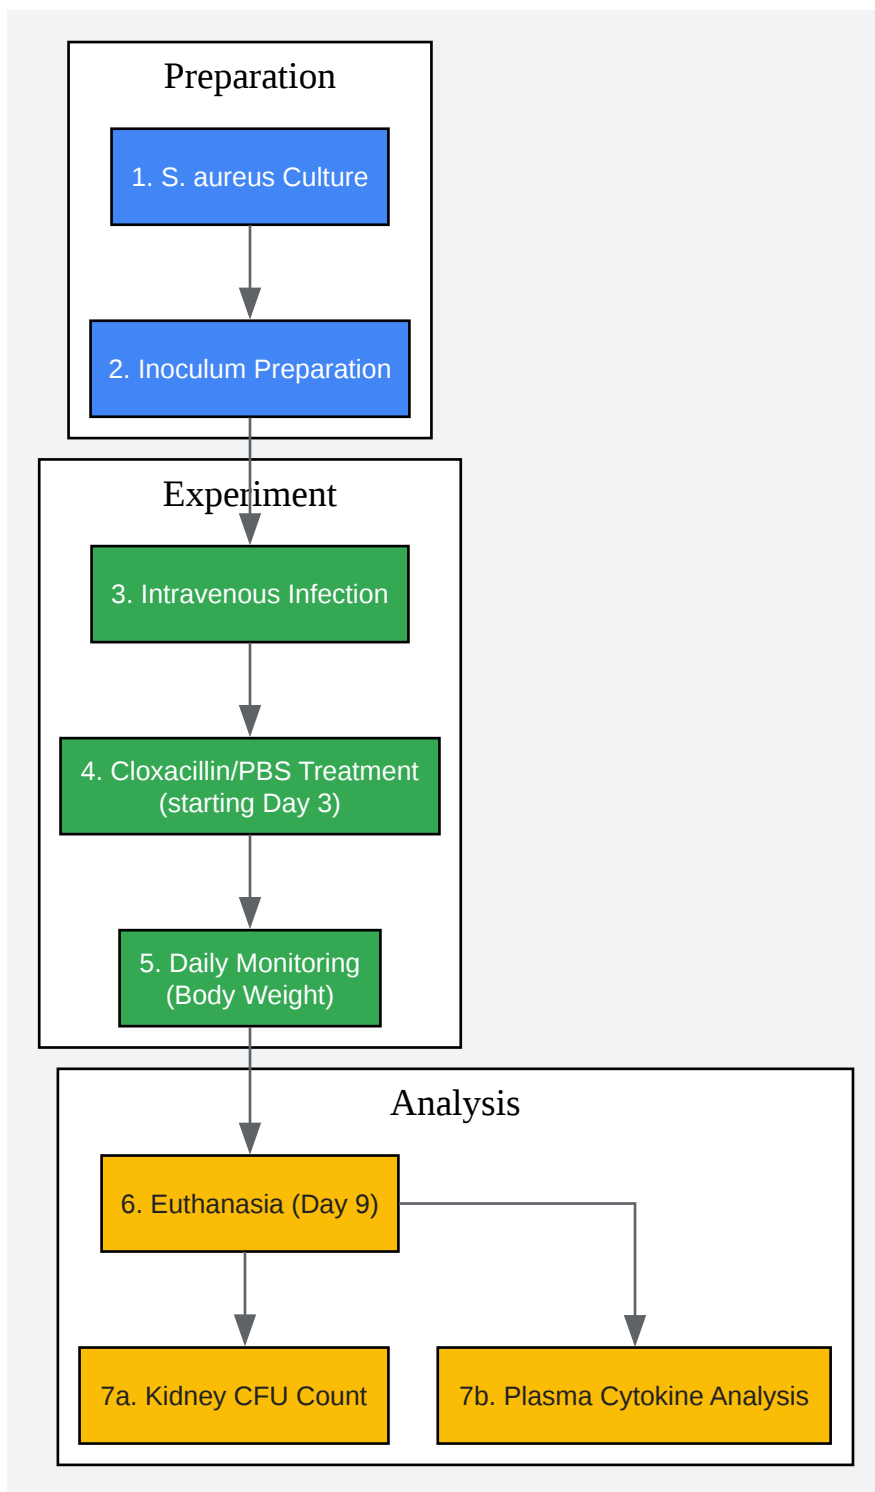 Preparation
1. S. aureus Culture
2. Inoculum Preparation
Experiment
3. Intravenous Infection
4. Cloxacillin/PBS Treatment
(starting Day 3)
5. Daily Monitoring
(Body Weight)
Analysis
6. Euthanasia (Day 9)
7a. Kidney CFU Count
7b. Plasma Cytokine Analysis